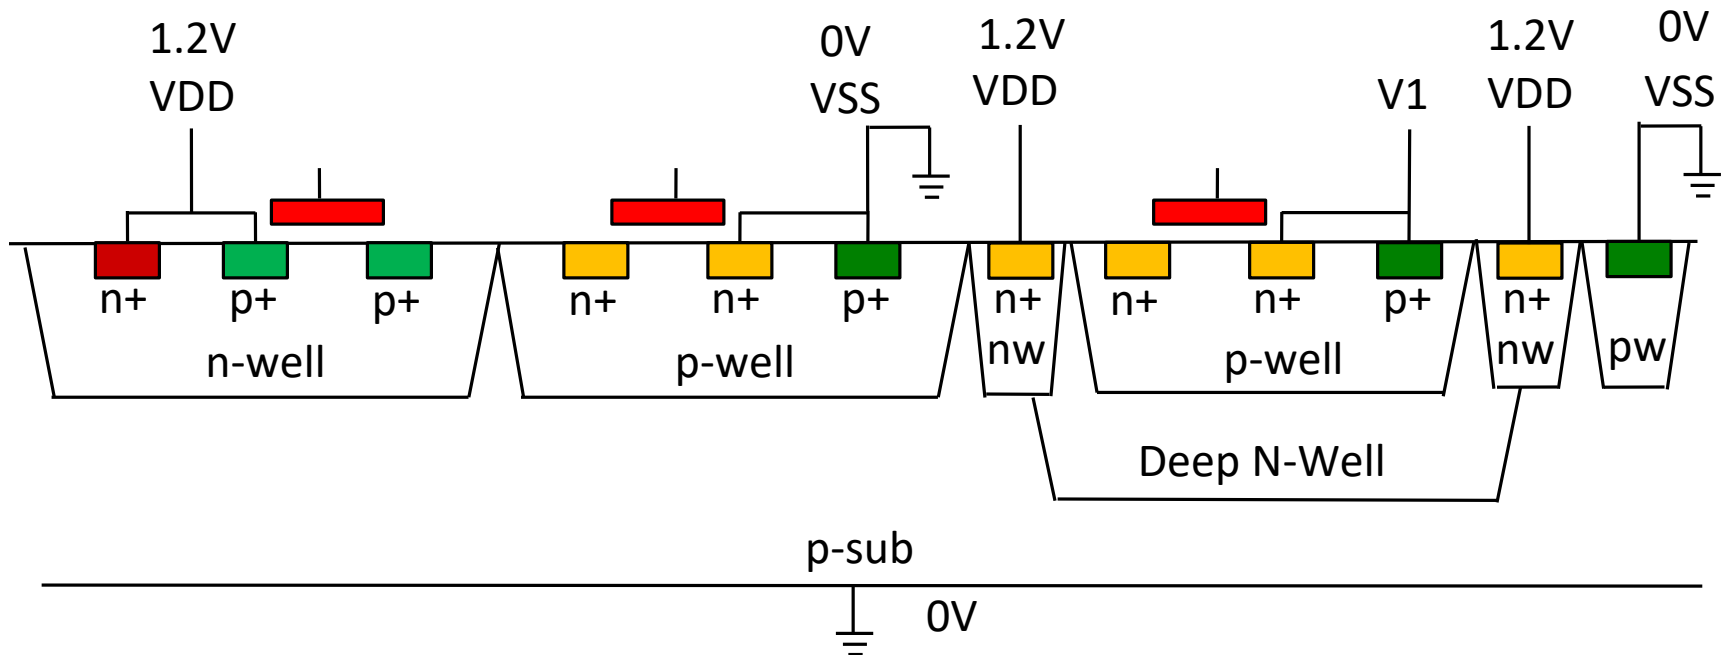 1.2V
VDD
0V
VSS
1.2V
VDD
V1
1.2V
VDD
0V
VSS
n+
p+
p+
n+
n+
p+
n+
n+
n+
p+
n+
n-well
p-well
nw
p-well
nw
pw
Deep N-Well
p-sub
0V